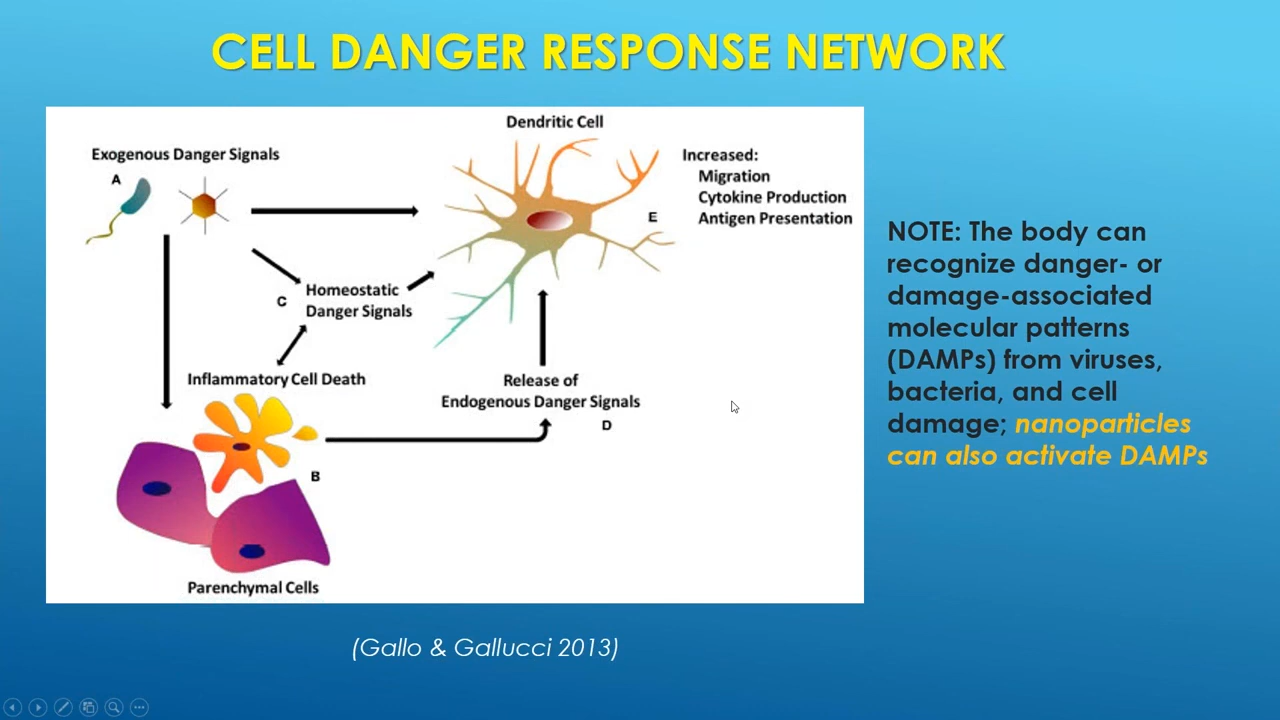 CELL DANGER RESPONSE NETWORK
Dendritic Cell
Exogenous Danger Signals
A
Increased:
Migration
Cytokine Production
Antigen Presentation
E
C
Homeostatic
Danger Signals
Inflammatory Cell Death
Release of
Endogenous Danger Signals
D
B
Parenchymal Cells
NOTE: The body can
recognize danger- or
damage-associated
molecular patterns
(DAMPs) from viruses,
bacteria, and cell
damage; nanoparticles
can also activate DAMPs
(Gallo & Gallucci 2013)